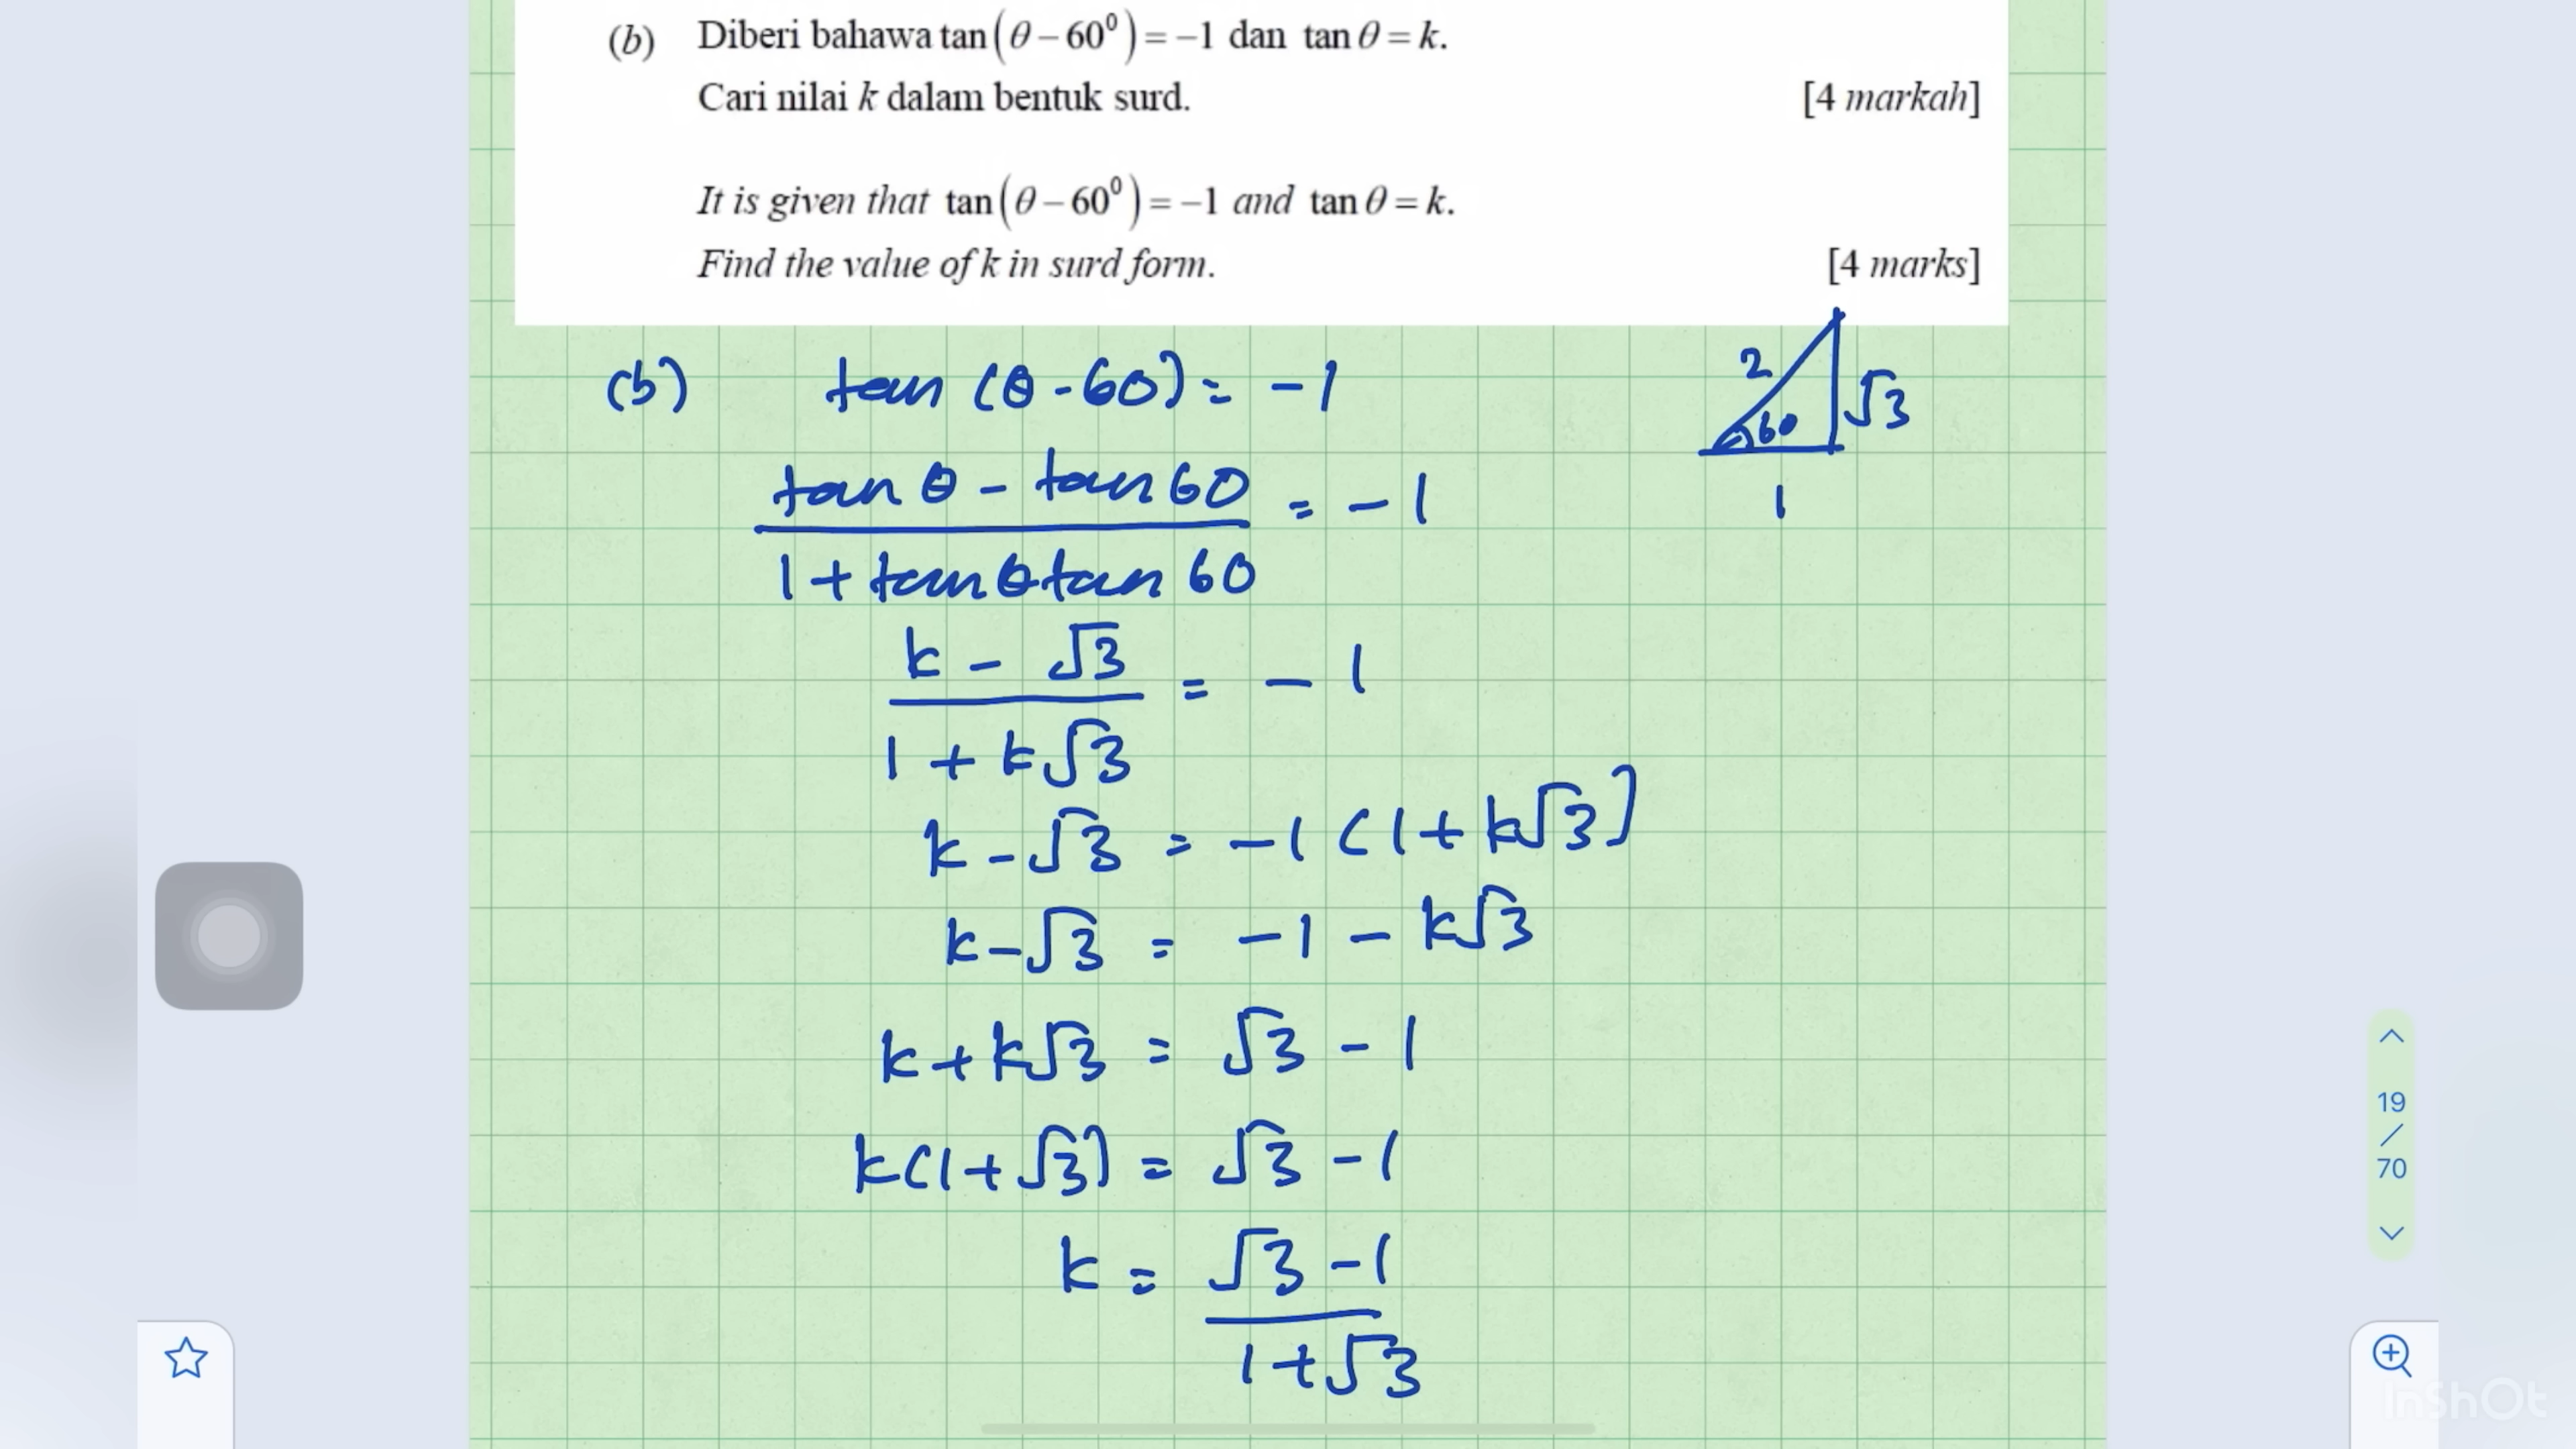 (b) Diberi bahawa tan(θ – 60⁰) = –1 dan tan θ = k.
Cari nilai k dalam bentuk surd. [4 markah]
It is given that tan(θ – 60⁰) = –1 and tan θ = k.
Find the value of k in surd form. [4 marks]
2 √3 60 1
(b) tan (θ - 60) = -1
tan θ - tan 60 / 1 + tan θ tan 60 = -1
k - √3 / 1 + k√3 = -1
k - √3 = -1 (1 + k√3)
k - √3 = -1 - k√3
k + k√3 = √3 - 1
k(1 + √3) = √3 - 1
k = √3 - 1 / 1 + √3
19
/
70
InShOt